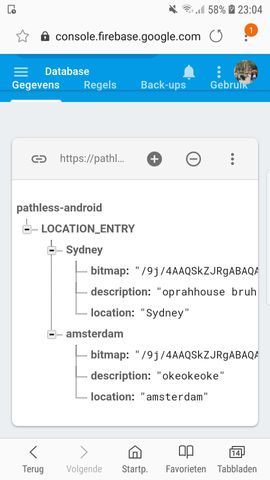 58% 23:04
console.firebase.google.com
1
Database
Gegevens Regels Back-ups Gebruik
https://pathl...
pathless-android
LOCATION_ENTRY
Sydney
bitmap: "/9j/4AAQSkZJRgABAQA
description: "oprahhouse bruh
location: "Sydney"
amsterdam
bitmap: "/9j/4AAQSkZJRgABAQA
description: "okeokeoke"
location: "amsterdam"
14
Terug Volgende Startp. Favorieten Tabbladen